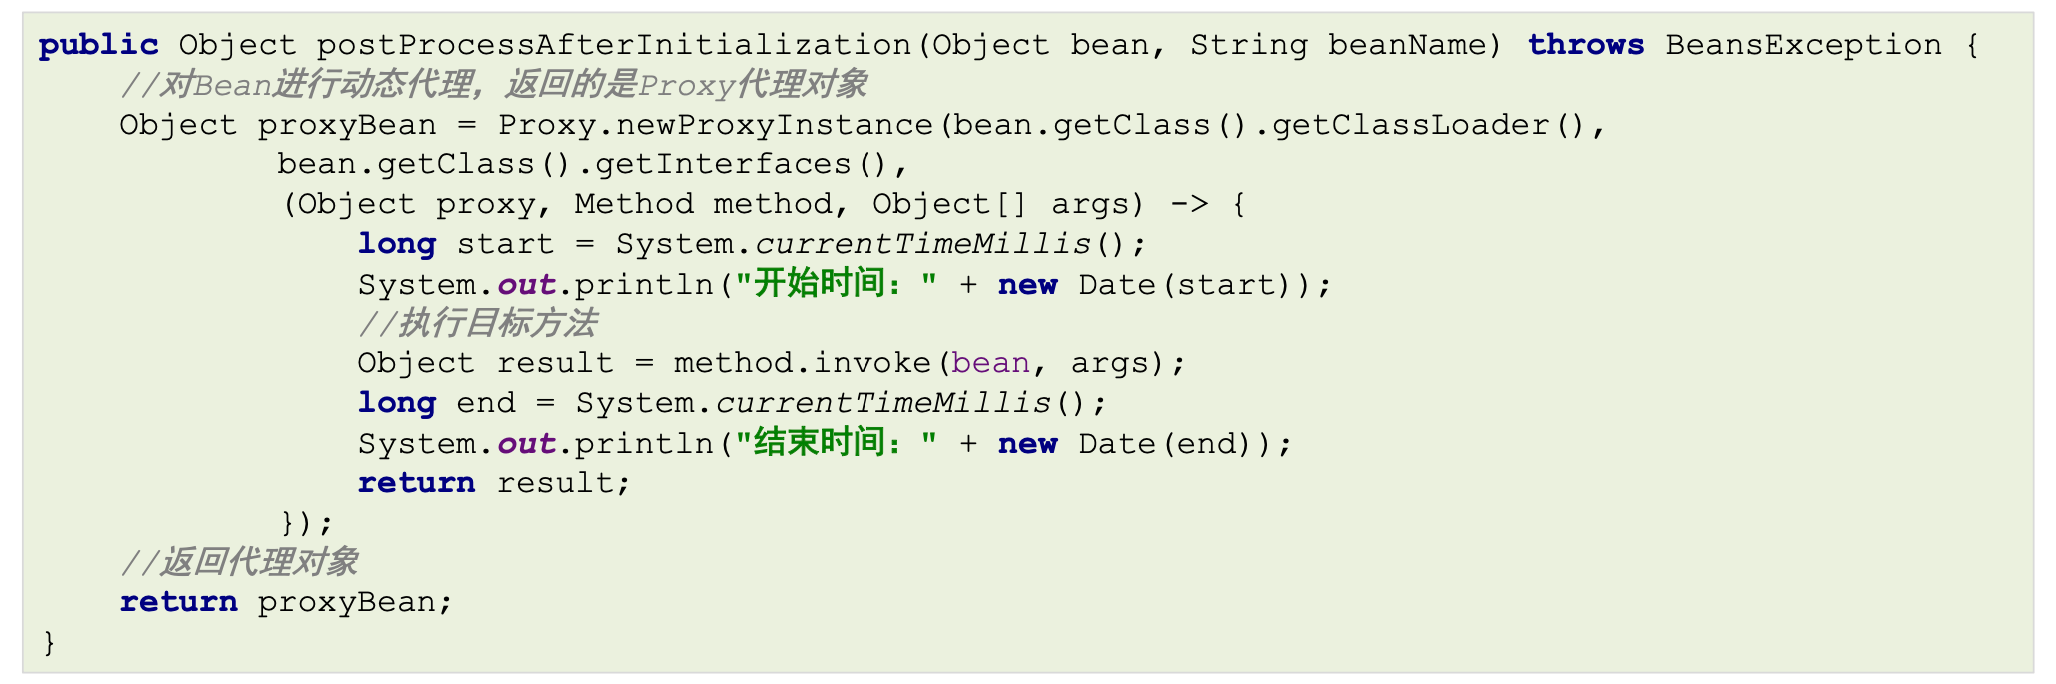 public Object postProcessAfterInitialization(Object bean, String beanName) throws BeansException {
    //对Bean进行动态代理，返回的是Proxy代理对象
    Object proxyBean = Proxy.newProxyInstance(bean.getClass().getClassLoader(),
            bean.getClass().getInterfaces(),
            (Object proxy, Method method, Object[] args) -> {
                long start = System.currentTimeMillis();
                System.out.println("开始时间：" + new Date(start));
                //执行目标方法
                Object result = method.invoke(bean, args);
                long end = System.currentTimeMillis();
                System.out.println("结束时间：" + new Date(end));
                return result;
            });
    //返回代理对象
    return proxyBean;
}